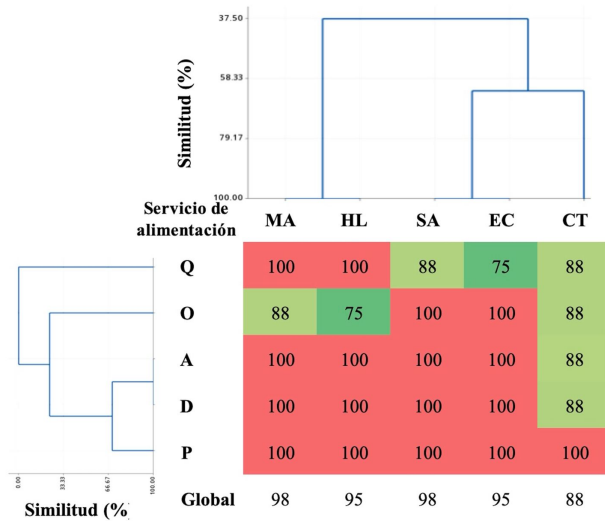 37.50
58.33
79.17
100.00
Similitud (%)
Servicio de alimentación MA HL SA EC CT
Q 100 100 88 75 88
O 88 75 100 100 88
A 100 100 100 100 88
D 100 100 100 100 88
P 100 100 100 100 100
Global 98 95 98 95 88
0.00 33.33 66.67 100.00
Similitud (%